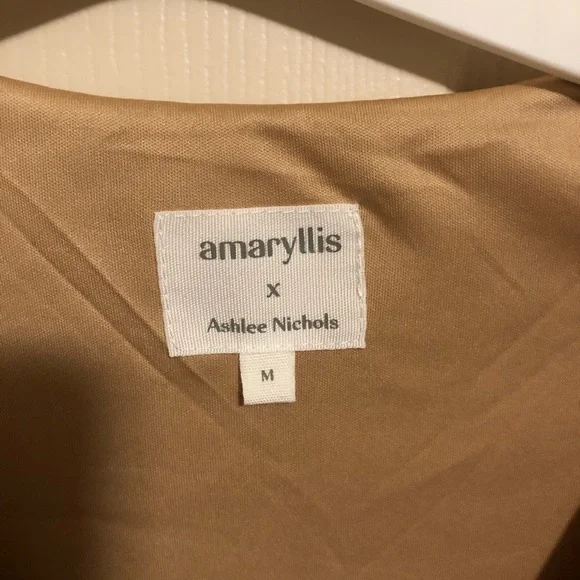 amaryllis
x
Ashlee Nichols
M